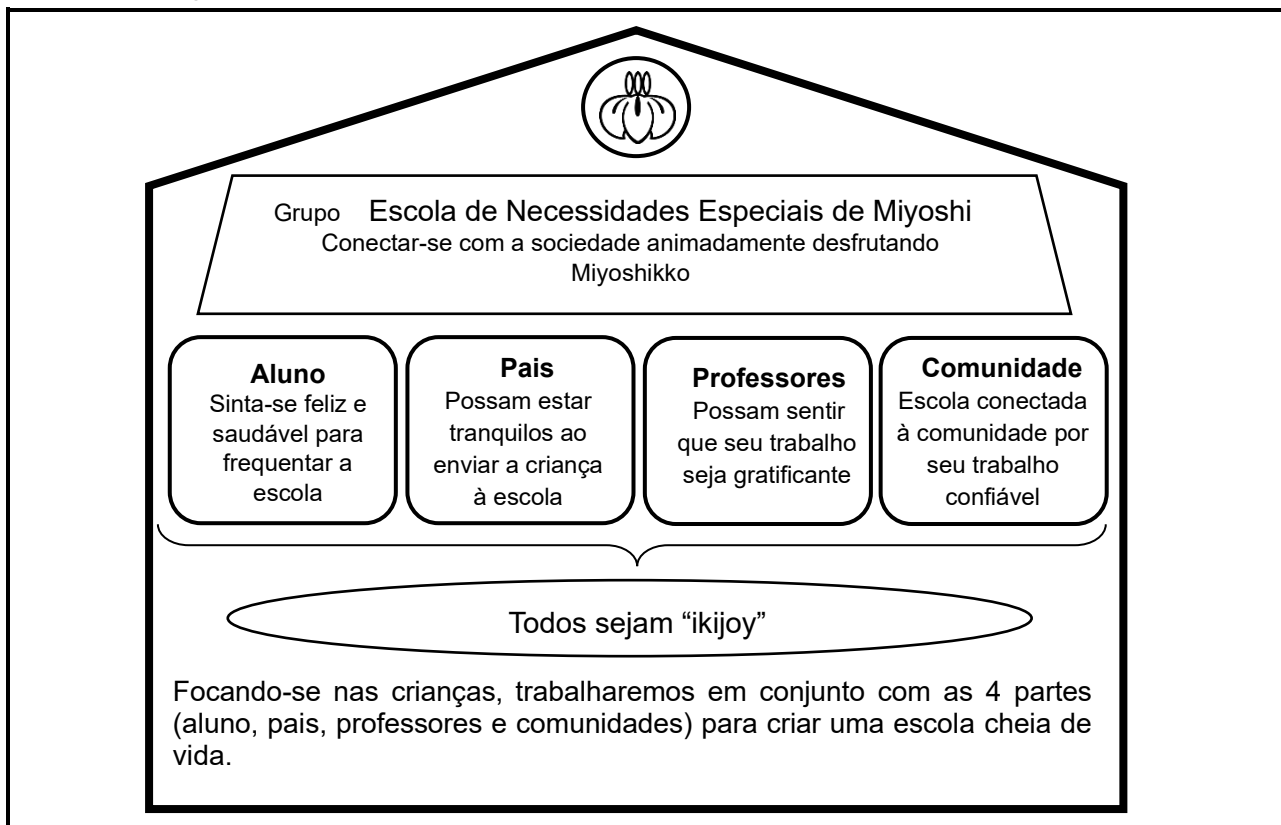 Grupo Escola de Necessidades Especiais de Miyoshi
Conectar-se com a sociedade animadamente desfrutando
Miyoshikko
Aluno
Sinta-se feliz e
saudável para
frequentar a
escola
Pais
Possam estar
tranquilos ao
enviar a criança
à escola
Professores
Possam sentir
que seu trabalho
seja gratificante
Comunidade
Escola conectada
à comunidade por
seu trabalho
confiável
Todos sejam “ikijoy”
Focando-se nas crianças, trabalharemos em conjunto com as 4 partes
(aluno, pais, professores e comunidades) para criar uma escola cheia de
vida.